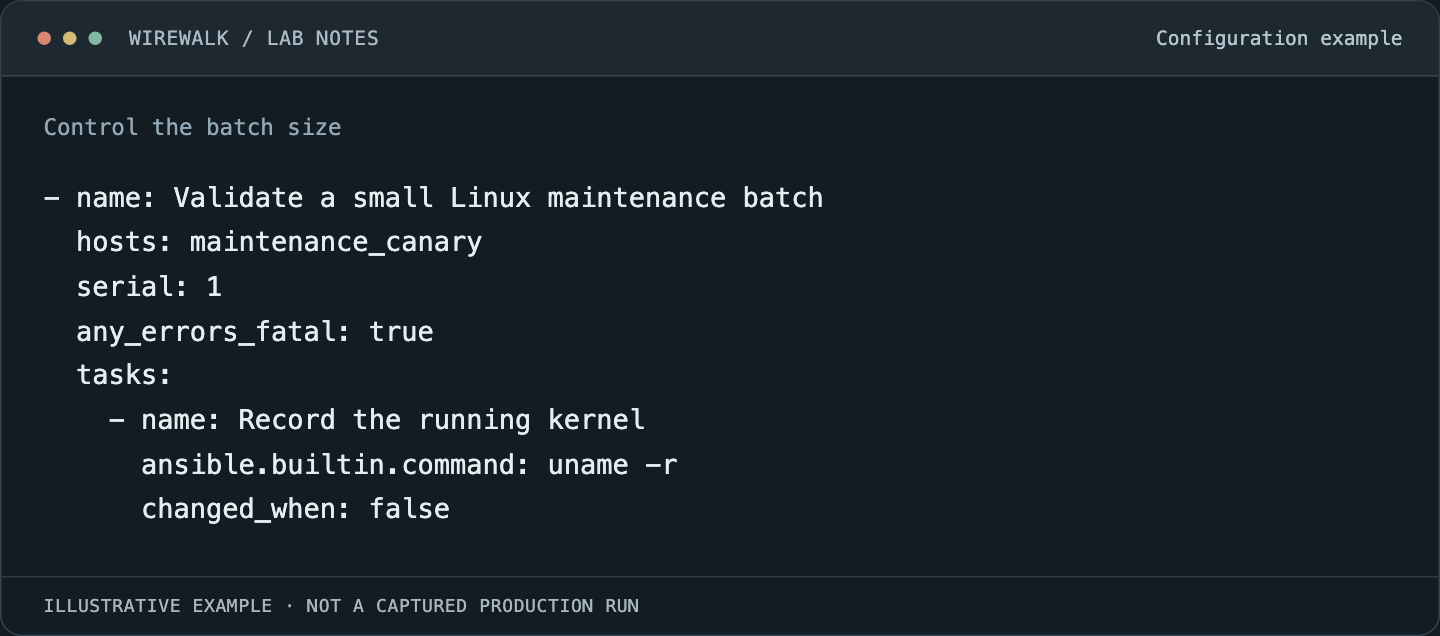 WIREWALK / LAB NOTES
Configuration example
Control the batch size
- name: Validate a small Linux maintenance batch
  hosts: maintenance_canary
  serial: 1
  any_errors_fatal: true
  tasks:
    - name: Record the running kernel
      ansible.builtin.command: uname -r
      changed_when: false
ILLUSTRATIVE EXAMPLE · NOT A CAPTURED PRODUCTION RUN